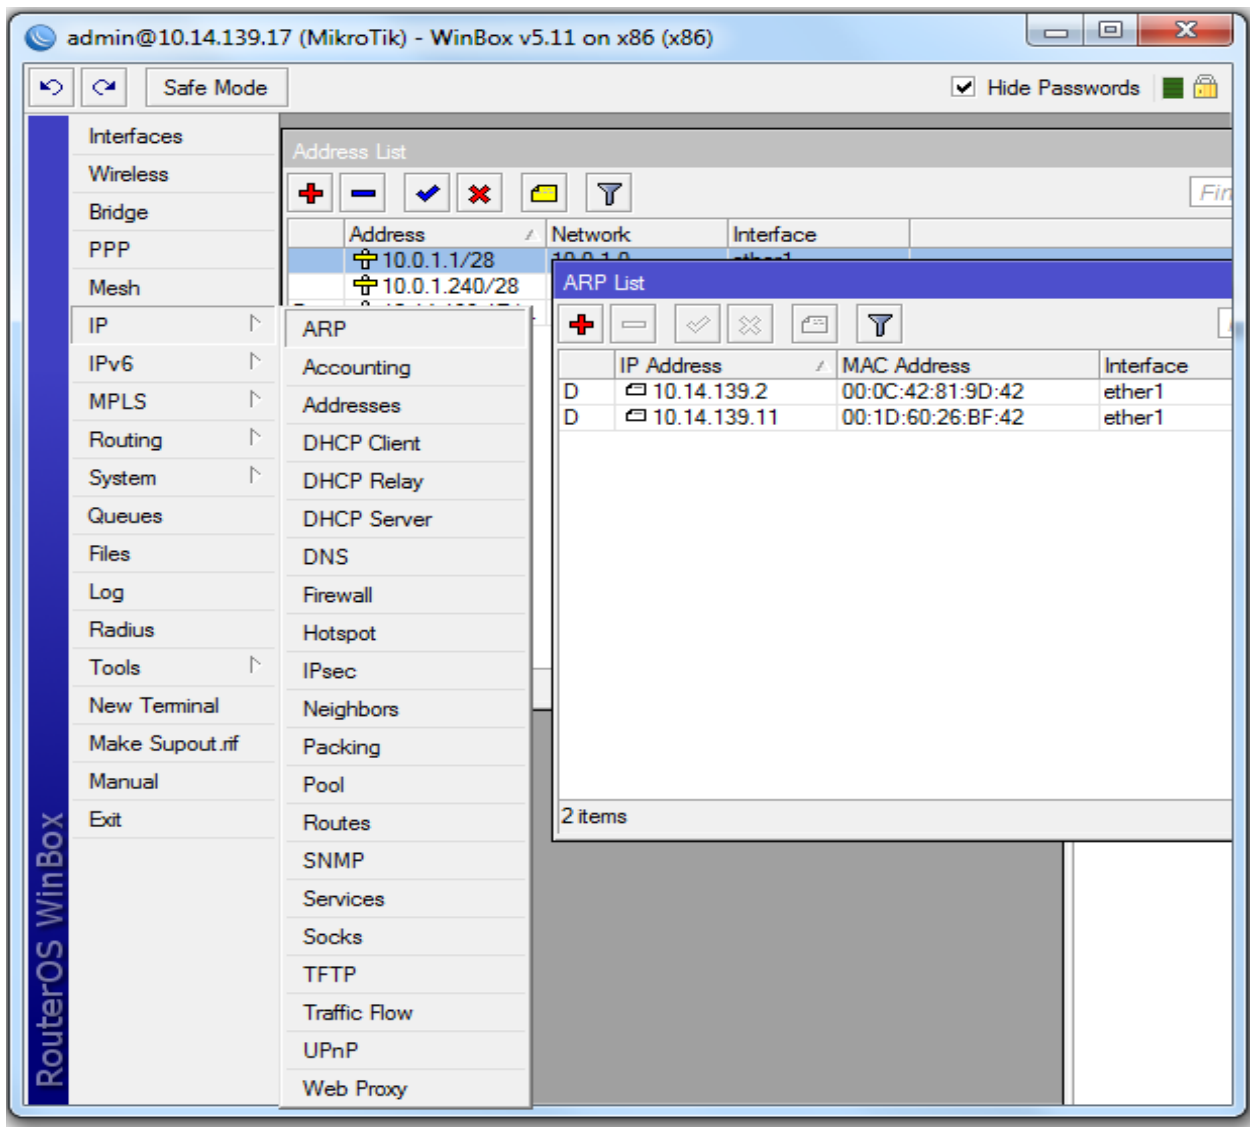 admin@10.14.139.17 (MikroTik) - WinBox v5.11 on x86 (x86)
Safe Mode
Hide Passwords
RouterOS WinBox
Interfaces
Wireless
Bridge
PPP
Mesh
IP
IPv6
MPLS
Routing
System
Queues
Files
Log
Radius
Tools
New Terminal
Make Supout.rif
Manual
Exit
ARP
Accounting
Addresses
DHCP Client
DHCP Relay
DHCP Server
DNS
Firewall
Hotspot
IPsec
Neighbors
Packing
Pool
Routes
SNMP
Services
Socks
TFTP
Traffic Flow
UPnP
Web Proxy
Address List
Address Network Interface
10.0.1.1/28 10.0.1.0 ether1
10.0.1.240/28
ARP List
IP Address MAC Address Interface
D 10.14.139.2 00:0C:42:81:9D:42 ether1
D 10.14.139.11 00:1D:60:26:BF:42 ether1
2 items